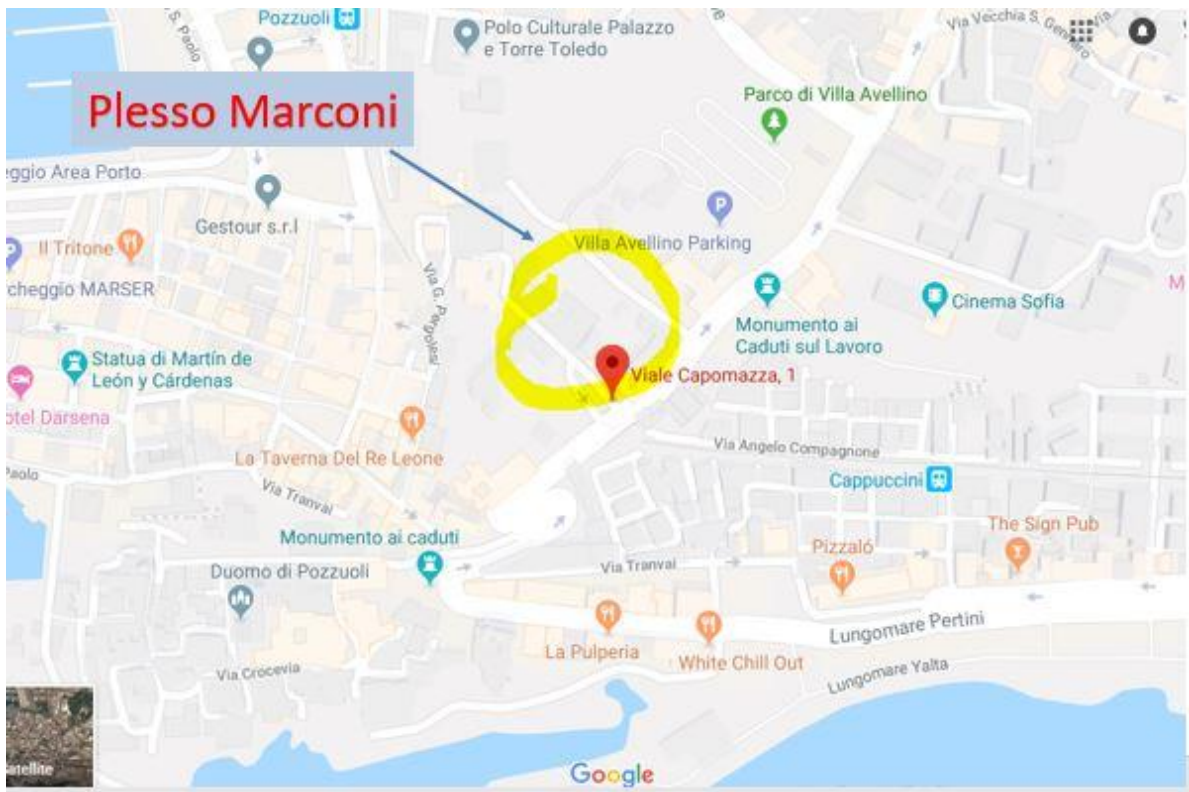 Pozzuoli
S. Paolo
Polo Culturale Palazzo
e Torre Toledo
Via Vecchia S. Gennaro
Via
Plesso Marconi
Parco di Villa Avellino
eggio Area Porto
Gestour s.r.l
Il Tritone
P
Villa Avellino Parking
cheggio MARSER
Via G. Pergolesi
M
Cinema Sofia
Monumento ai
Caduti sul Lavoro
Statua di Martín de
León y Cárdenas
Viale Capomazza, 1
otel Darsena
La Taverna Del Re Leone
Via Angelo Compagnone
Paolo
Cappuccini
Via Tranvai
The Sign Pub
Monumento ai caduti
Pizzaló
Duomo di Pozzuoli
Via Tranvai
Lungomare Pertini
La Pulperia
White Chill Out
Via Crocevia
Lungomare Yalta
atellite
Google